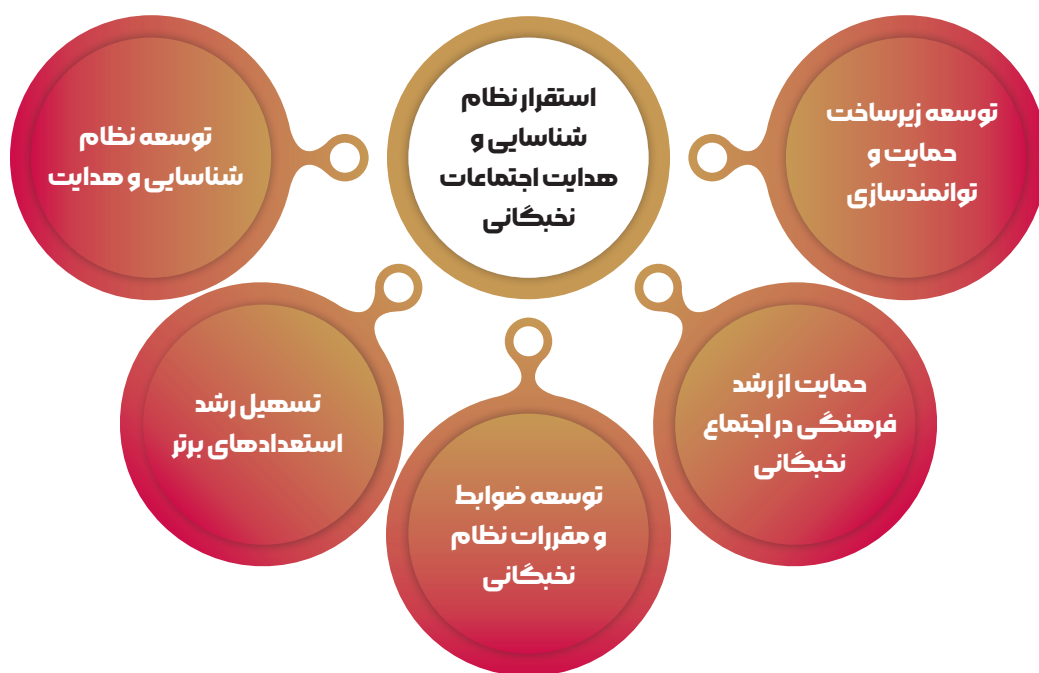 استقرار نظام
شناسایی و
هدایت اجتماعات
نخبگانی
توسعه زیرساخت
حمایت و
توانمندسازی
حمایت از رشد
فرهنگی در اجتماع
نخبگانی
توسعه ضوابط
و مقررات نظام
نخبگانی
تسهیل رشد
استعدادهای برتر
توسعه نظام
شناسایی و هدایت